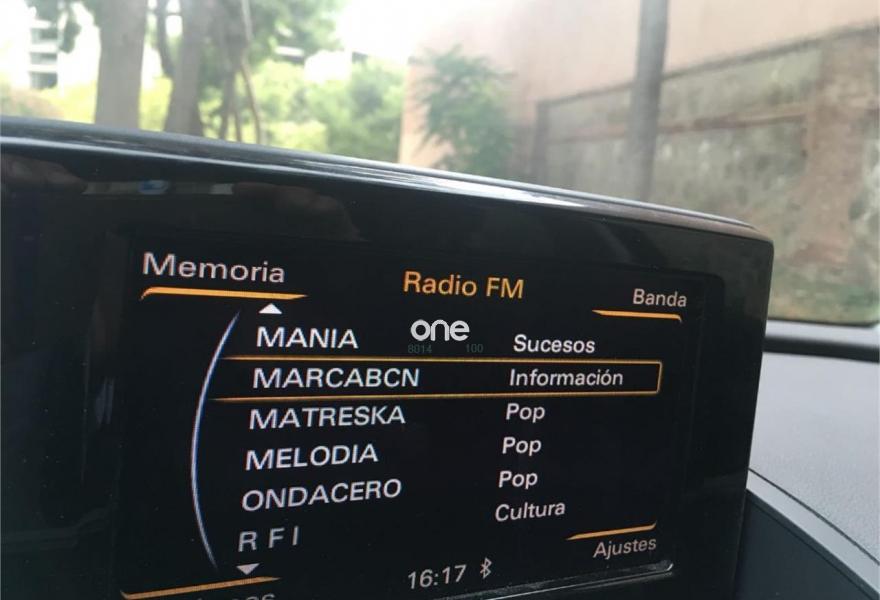 Memoria Radio FM Banda
one
8014 100
MANIA Sucesos
MARCABCN Información
MATRESKA Pop
MELODIA Pop
ONDACERO Pop
R F I Cultura
Ajustes
16:17